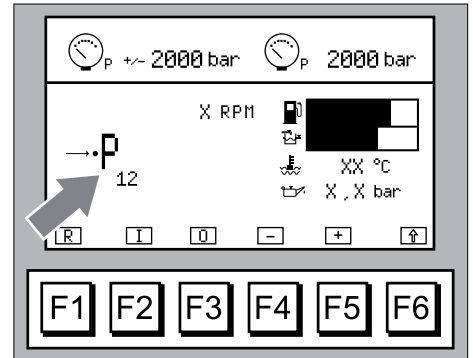 P +/- 2000 bar P 2000 bar
X RPM
→•P
12
XX °C
X , X bar
R I 0 - + ↑
F1 F2 F3 F4 F5 F6